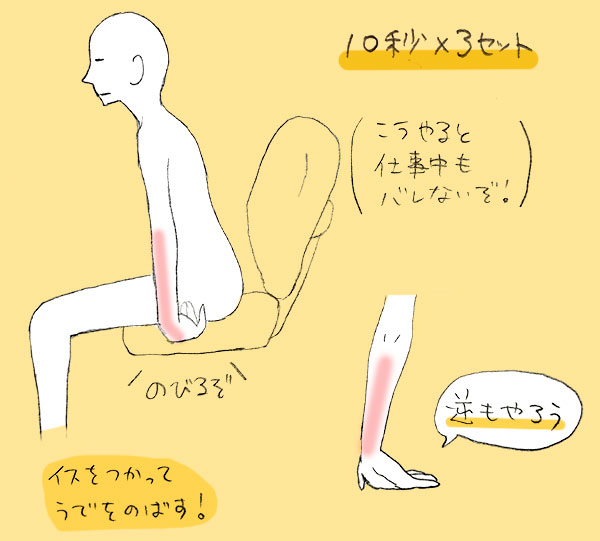 10秒×3セット
こうやると
仕事中も
バレないぞ!
のびるぞ
逆もやろう
イスをつかって
うでをのばす!